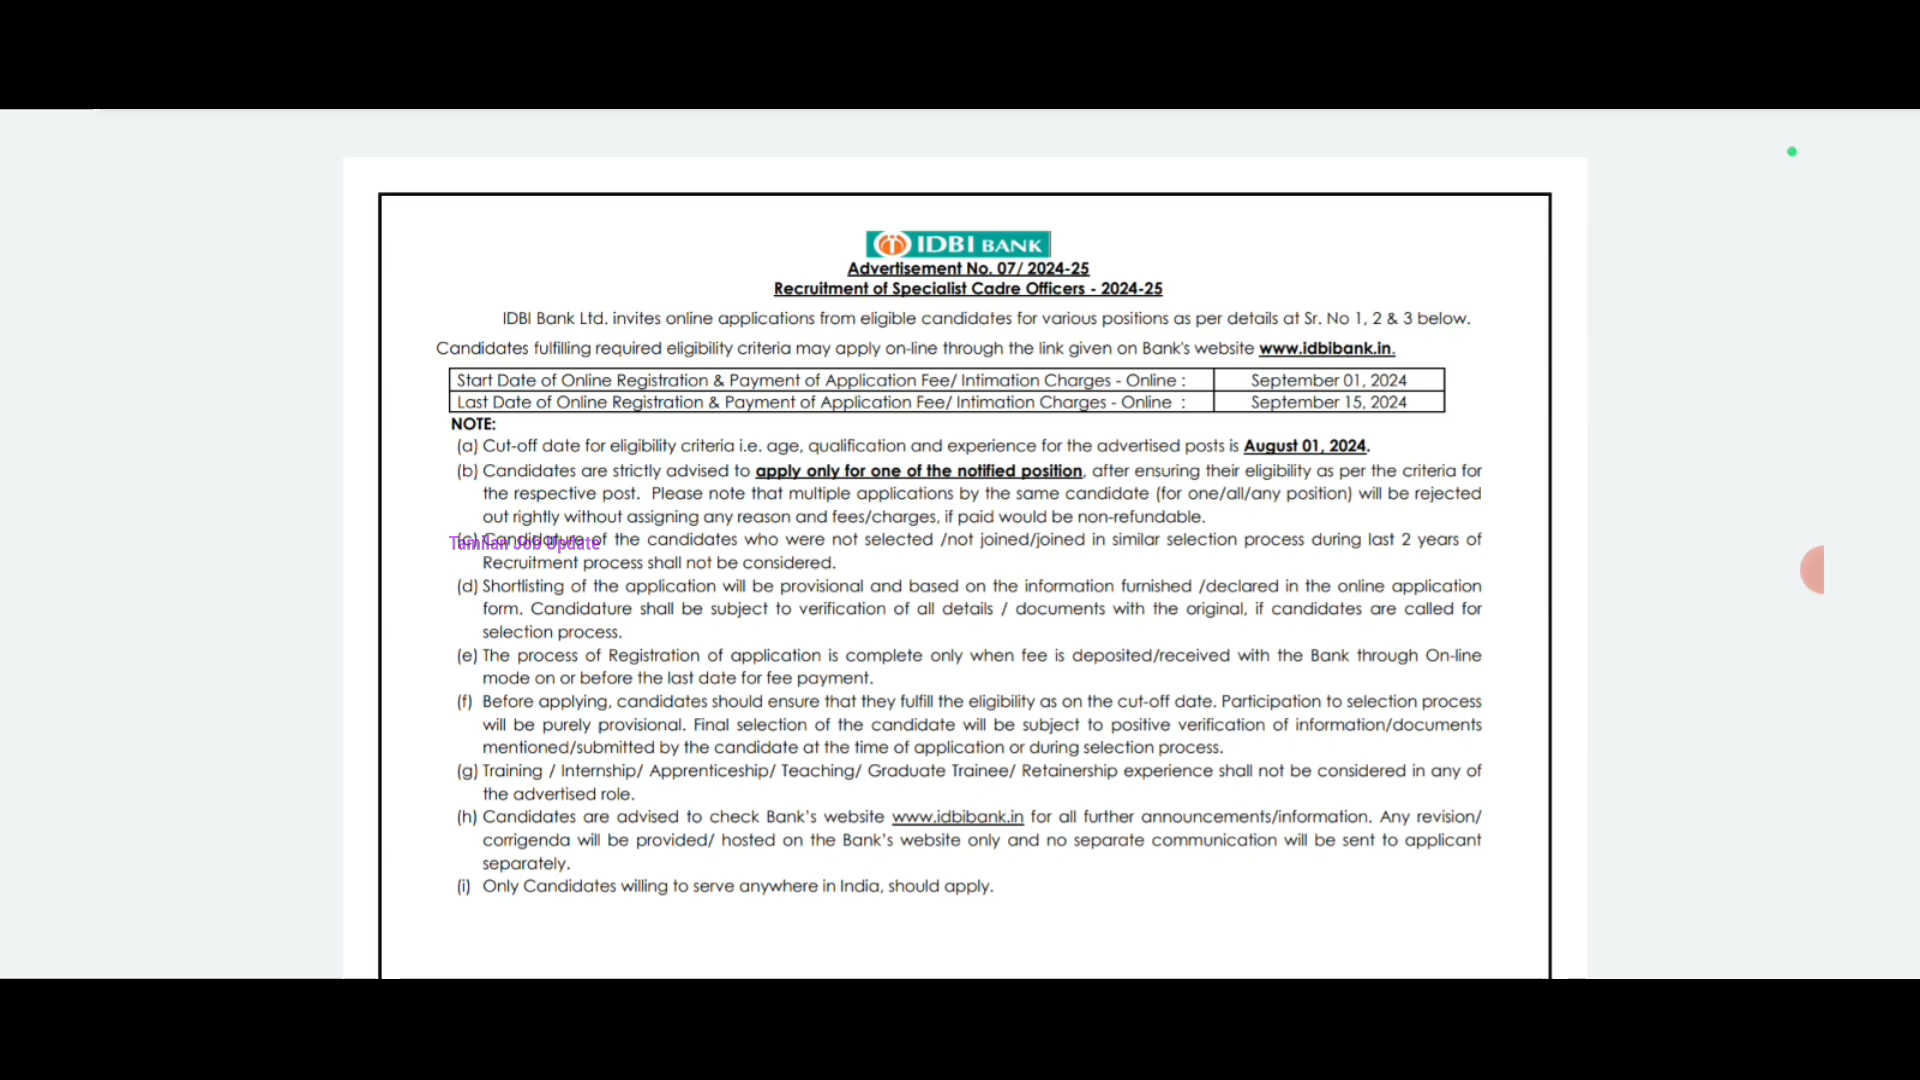 IDBI BANK
Advertisement No. 07/ 2024-25
Recruitment of Specialist Cadre Officers - 2024-25
IDBI Bank Ltd. invites online applications from eligible candidates for various positions as per details at Sr. No 1, 2 & 3 below.
Candidates fulfilling required eligibility criteria may apply on-line through the link given on Bank's website www.idbibank.in.
Start Date of Online Registration & Payment of Application Fee/ Intimation Charges - Online : September 01, 2024
Last Date of Online Registration & Payment of Application Fee/ Intimation Charges - Online : September 15, 2024
NOTE:
(a) Cut-off date for eligibility criteria i.e. age, qualification and experience for the advertised posts is August 01, 2024.
(b) Candidates are strictly advised to apply only for one of the notified position, after ensuring their eligibility as per the criteria for
the respective post. Please note that multiple applications by the same candidate (for one/all/any position) will be rejected
out rightly without assigning any reason and fees/charges, if paid would be non-refundable.
(c) Candidature of the candidates who were not selected /not joined/joined in similar selection process during last 2 years of
Tamilan Job Update
Recruitment process shall not be considered.
(d) Shortlisting of the application will be provisional and based on the information furnished /declared in the online application
form. Candidature shall be subject to verification of all details / documents with the original, if candidates are called for
selection process.
(e) The process of Registration of application is complete only when fee is deposited/received with the Bank through On-line
mode on or before the last date for fee payment.
(f) Before applying, candidates should ensure that they fulfill the eligibility as on the cut-off date. Participation to selection process
will be purely provisional. Final selection of the candidate will be subject to positive verification of information/documents
mentioned/submitted by the candidate at the time of application or during selection process.
(g) Training / Internship/ Apprenticeship/ Teaching/ Graduate Trainee/ Retainership experience shall not be considered in any of
the advertised role.
(h) Candidates are advised to check Bank's website www.idbibank.in for all further announcements/information. Any revision/
corrigenda will be provided/ hosted on the Bank's website only and no separate communication will be sent to applicant
separately.
(i) Only Candidates willing to serve anywhere in India, should apply.